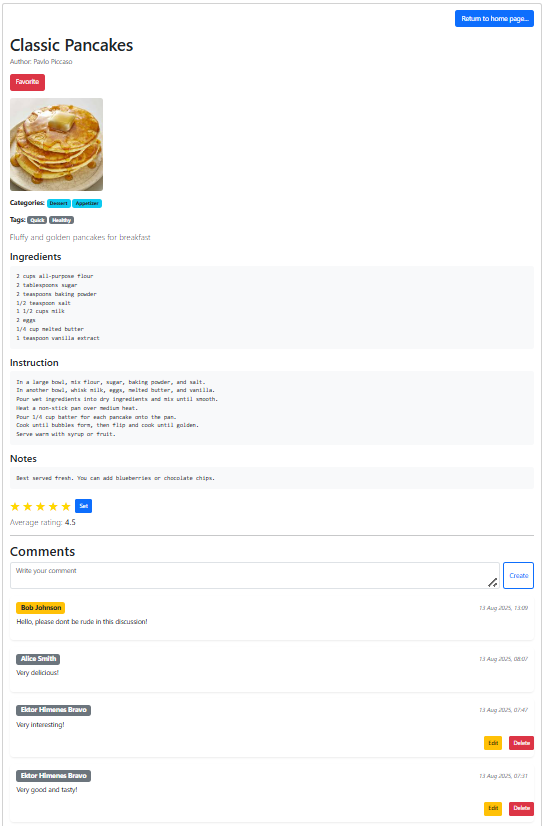 Return to home page...
Classic Pancakes
Author: Pavlo Piccaso
Favorite
Categories: Dessert Appetizer
Tags: Quick Healthy
Fluffy and golden pancakes for breakfast
Ingredients
2 cups all-purpose flour
2 tablespoons sugar
2 teaspoons baking powder
1/2 teaspoon salt
1 1/2 cups milk
2 eggs
1/4 cup melted butter
1 teaspoon vanilla extract
Instruction
In a large bowl, mix flour, sugar, baking powder, and salt.
In another bowl, whisk milk, eggs, melted butter, and vanilla.
Pour wet ingredients into dry ingredients and mix until smooth.
Heat a non-stick pan over medium heat.
Pour 1/4 cup batter for each pancake onto the pan.
Cook until bubbles form, then flip and cook until golden.
Serve warm with syrup or fruit.
Notes
Best served fresh. You can add blueberries or chocolate chips.
Set
Average rating: 4.5
Comments
Write your comment
Create
Bob Johnson 13 Aug 2025, 13:09
Hello, please dont be rude in this discussion!
Alice Smith 13 Aug 2025, 08:07
Very delicious!
Ektor Himenes Bravo 13 Aug 2025, 07:47
Very interesting!
Edit Delete
Ektor Himenes Bravo 13 Aug 2025, 07:31
Very good and tasty!
Edit Delete